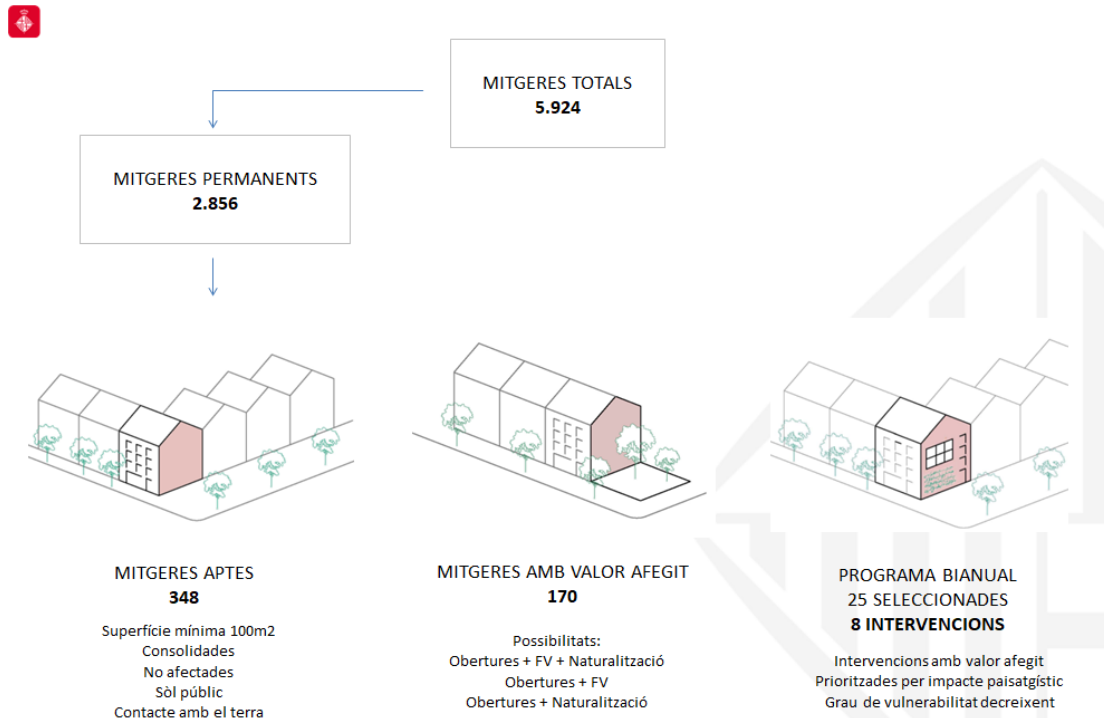 MITGERES TOTALS
5.924
MITGERES PERMANENTS
2.856
MITGERES APTES
348
Superfície mínima 100m2
Consolidades
No afectades
Sòl públic
Contacte amb el terra
MITGERES AMB VALOR AFEGIT
170
Possibilitats:
Obertures + FV + Naturalització
Obertures + FV
Obertures + Naturalització
PROGRAMA BIANUAL
25 SELECCIONADES
8 INTERVENCIONS
Intervencions amb valor afegit
Prioritzades per impacte paisatgístic
Grau de vulnerabilitat decreixent